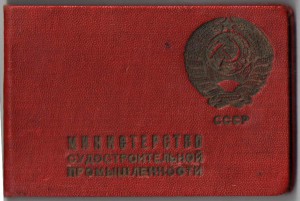 СССР
МИНИСТЕРСТВО
СУДОСТРОИТЕЛЬНОЙ
ПРОМЫШЛЕННОСТИ